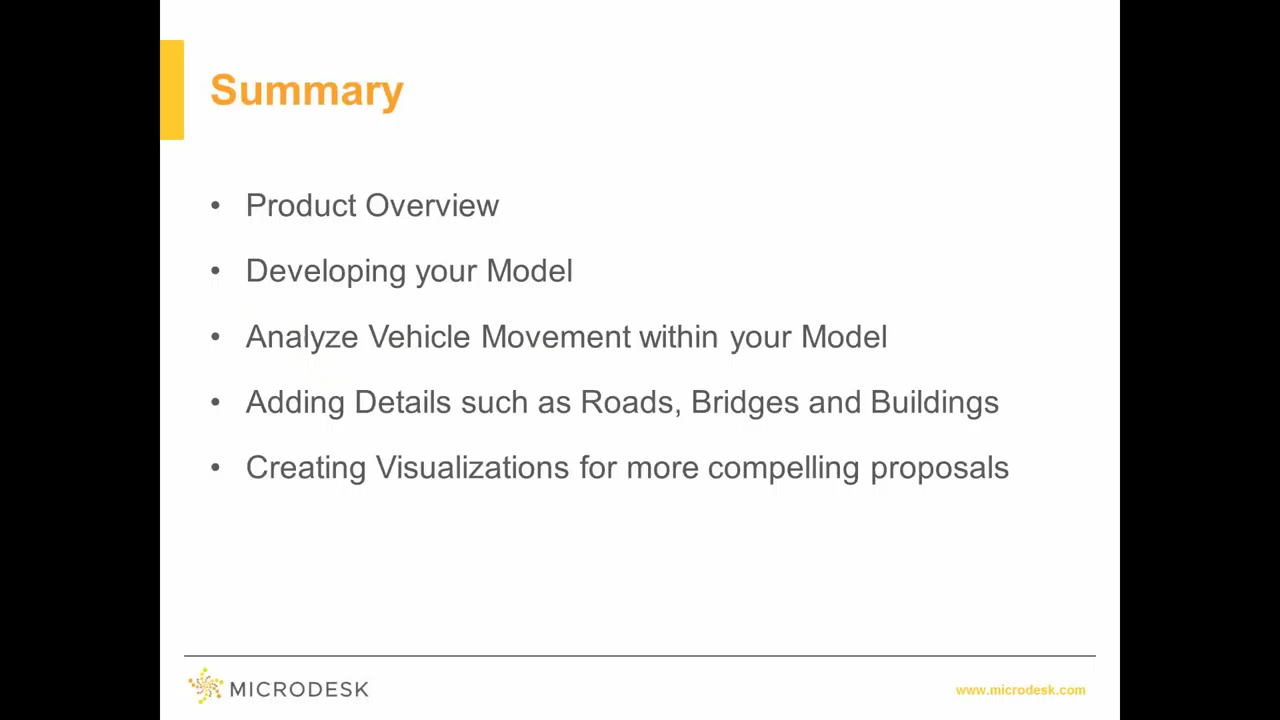 Summary
• Product Overview
• Developing your Model
• Analyze Vehicle Movement within your Model
• Adding Details such as Roads, Bridges and Buildings
• Creating Visualizations for more compelling proposals
MICRODESK
www.microdesk.com